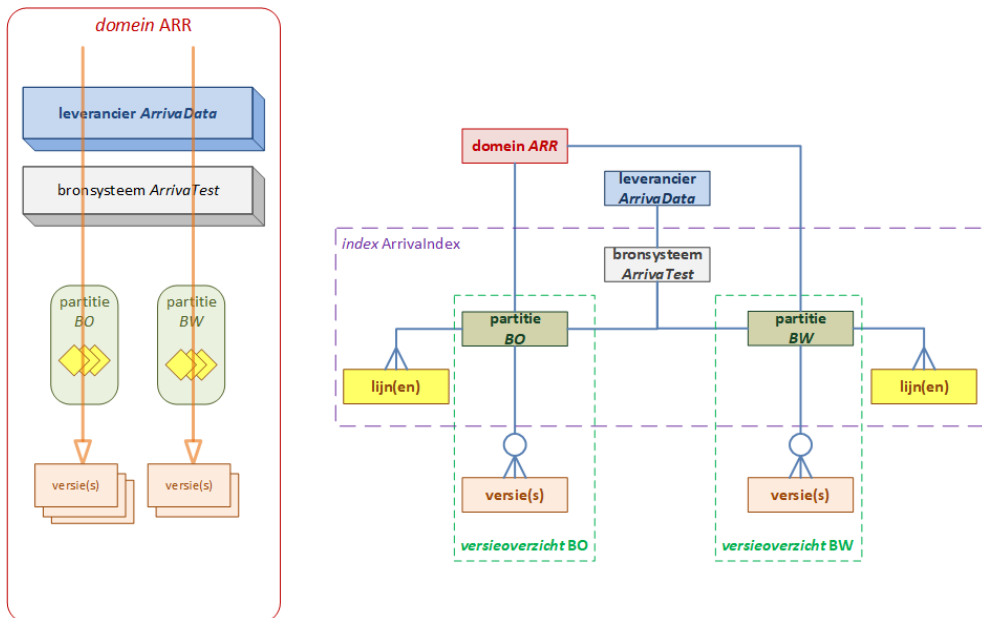 domein ARR
leverancier ArrivaData
bronsysteem ArrivaTest
partitie
BO
partitie
BW
versie(s)
versie(s)
domein ARR
leverancier
ArrivaData
index ArrivaIndex
bronsysteem
ArrivaTest
partitie
BO
partitie
BW
lijn(en)
lijn(en)
versie(s)
versie(s)
versieoverzicht BO
versieoverzicht BW